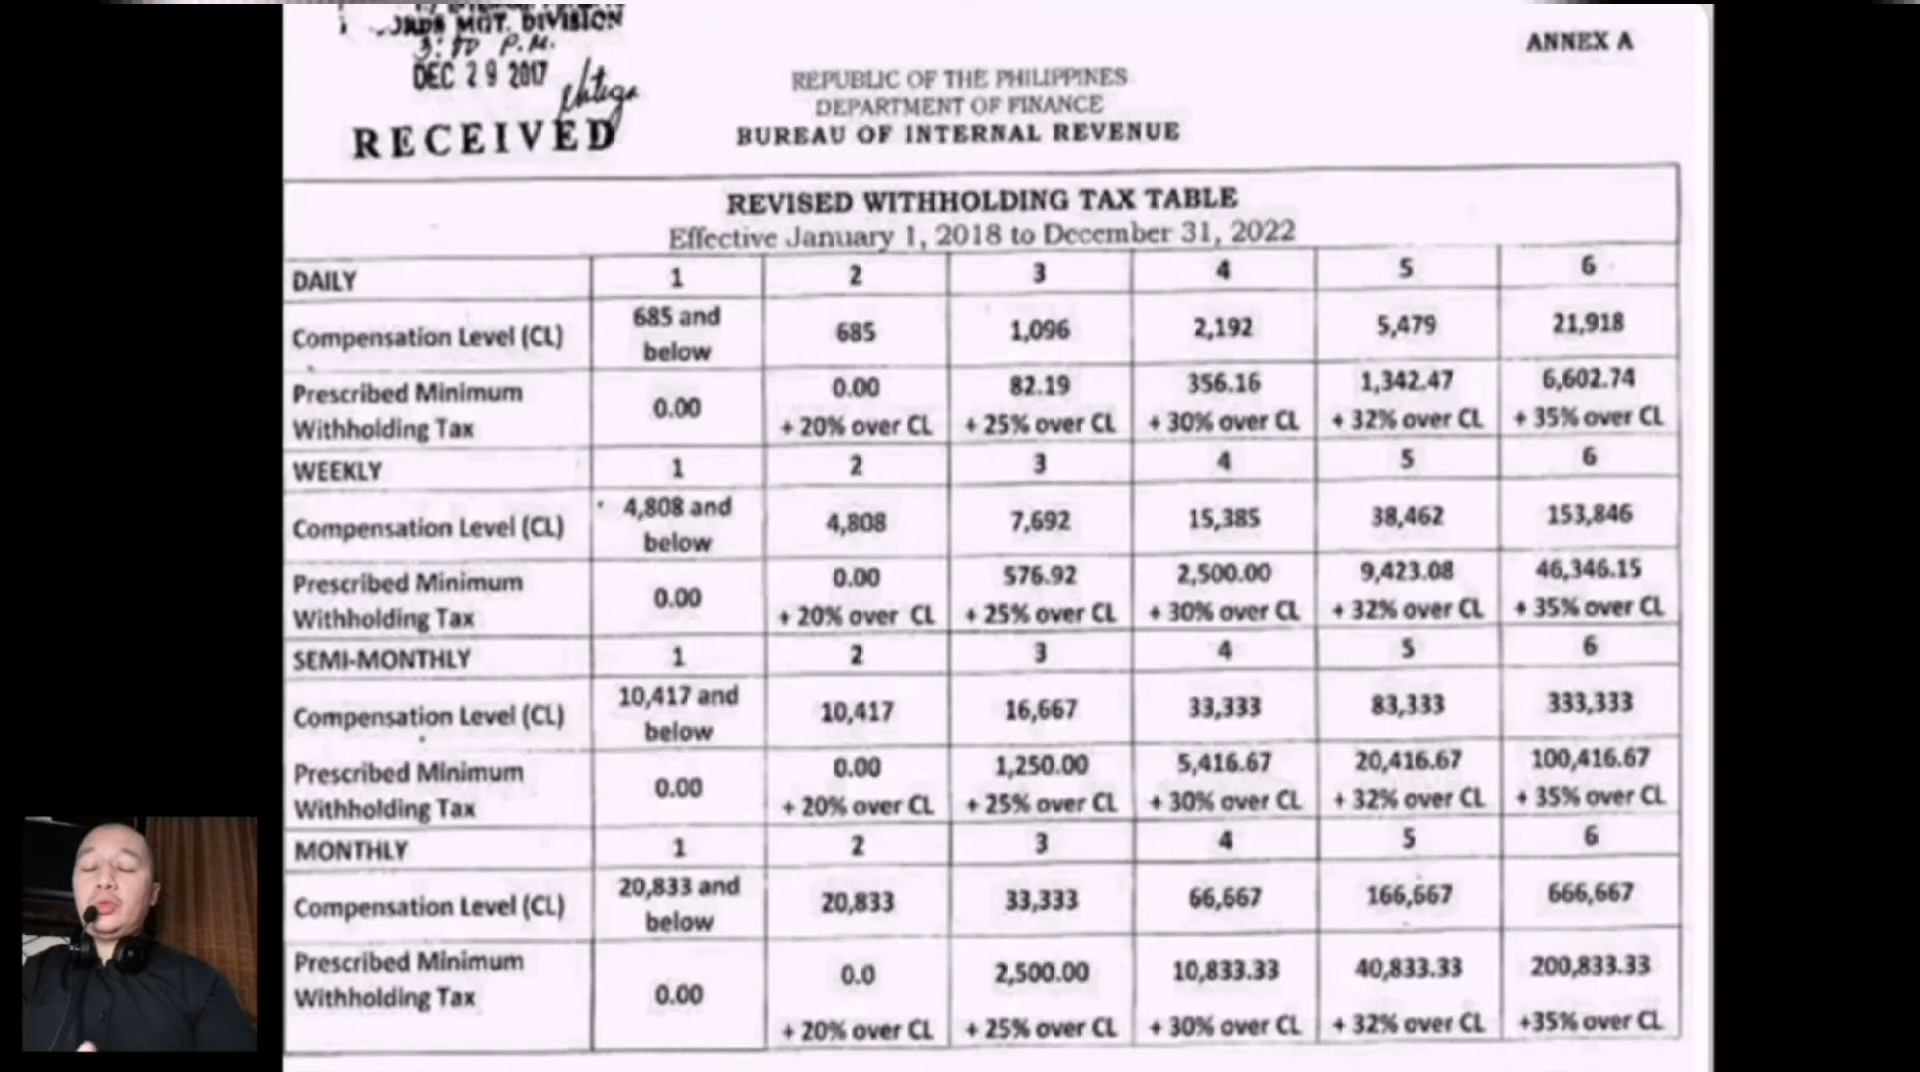 MGT. DIVISION
P.M.
DEC 29 2017
RECEIVED
ANNEX A
REPUBLIC OF THE PHILIPPINES
DEPARTMENT OF FINANCE
BUREAU OF INTERNAL REVENUE
REVISED WITHHOLDING TAX TABLE
Effective January 1, 2018 to December 31, 2022
DAILY 1 2 3 4 5 6
Compensation Level (CL) 685 and below 685 1,096 2,192 5,479 21,918
Prescribed Minimum Withholding Tax 0.00 0.00 + 20% over CL 82.19 + 25% over CL 356.16 + 30% over CL 1,342.47 + 32% over CL 6,602.74 + 35% over CL
WEEKLY 1 2 3 4 5 6
Compensation Level (CL) 4,808 and below 4,808 7,692 15,385 38,462 153,846
Prescribed Minimum Withholding Tax 0.00 0.00 + 20% over CL 576.92 + 25% over CL 2,500.00 + 30% over CL 9,423.08 + 32% over CL 46,346.15 + 35% over CL
SEMI-MONTHLY 1 2 3 4 5 6
Compensation Level (CL) 10,417 and below 10,417 16,667 33,333 83,333 333,333
Prescribed Minimum Withholding Tax 0.00 0.00 + 20% over CL 1,250.00 + 25% over CL 5,416.67 + 30% over CL 20,416.67 + 32% over CL 100,416.67 + 35% over CL
MONTHLY 1 2 3 4 5 6
Compensation Level (CL) 20,833 and below 20,833 33,333 66,667 166,667 666,667
Prescribed Minimum Withholding Tax 0.00 0.0 + 20% over CL 2,500.00 + 25% over CL 10,833.33 + 30% over CL 40,833.33 + 32% over CL 200,833.33 +35% over CL